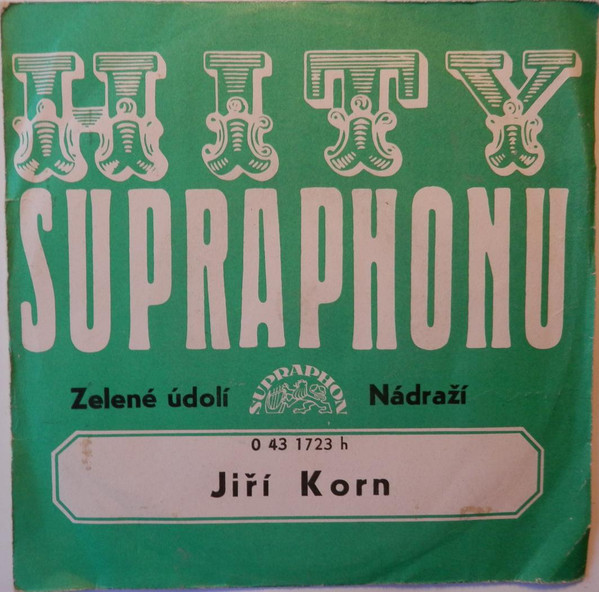 HITY
SUPRAPHONU
Zelené údolí SUPRAPHON Nádraží
0 43 1723 h
Jiří Korn